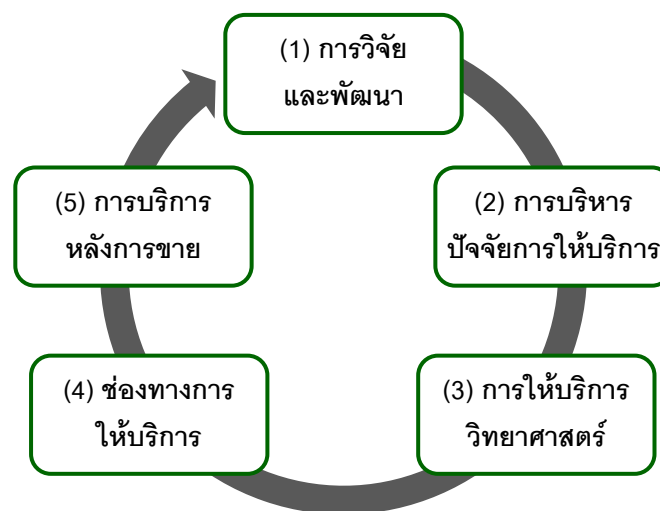 (1) การวิจัย
และพัฒนา
(2) การบริหาร
ปัจจัยการให้บริการ
(3) การให้บริการ
วิทยาศาสตร์
(4) ช่องทางการ
ให้บริการ
(5) การบริการ
หลังการขาย